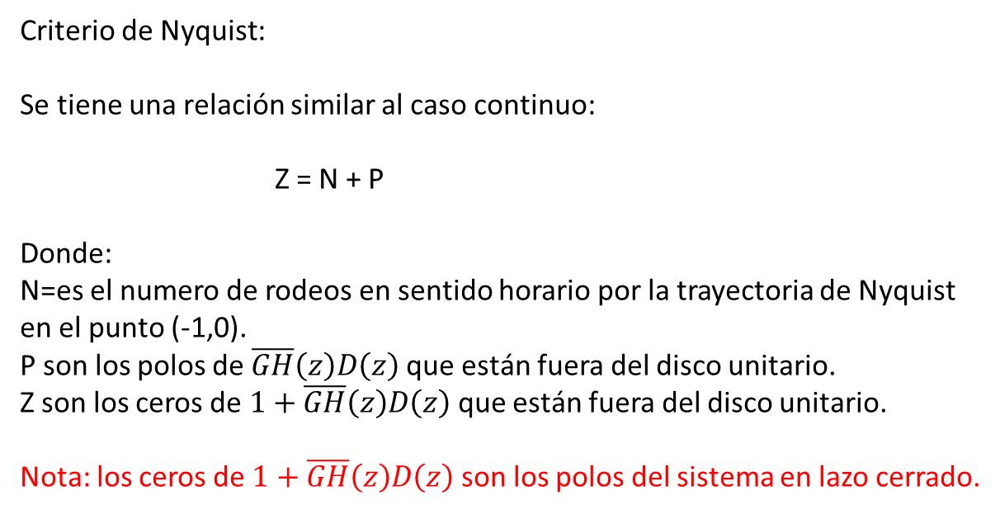 Criterio de Nyquist:
Se tiene una relación similar al caso continuo:
Z = N + P
Donde:
N=es el numero de rodeos en sentido horario por la trayectoria de Nyquist
en el punto (-1,0).
P son los polos de $\overline{GH}(z)D(z)$ que están fuera del disco unitario.
Z son los ceros de $1 + \overline{GH}(z)D(z)$ que están fuera del disco unitario.
Nota: los ceros de $1 + \overline{GH}(z)D(z)$ son los polos del sistema en lazo cerrado.